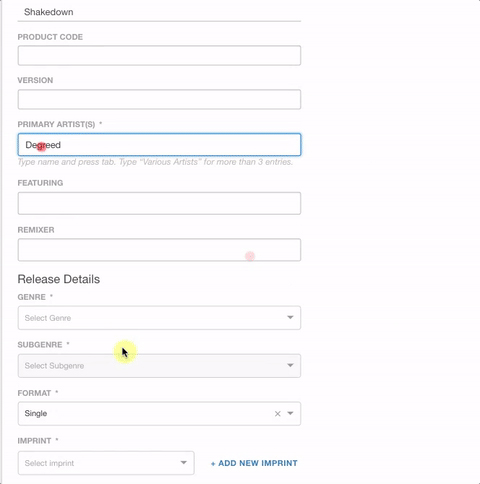 Shakedown
PRODUCT CODE
VERSION
PRIMARY ARTIST(S) *
Degreed
Type name and press tab. Type "Various Artists" for more than 3 entries.
FEATURING
REMIXER
Release Details
GENRE *
Select Genre
SUBGENRE *
Select Subgenre
FORMAT *
Single
IMPRINT *
Select imprint
+ ADD NEW IMPRINT